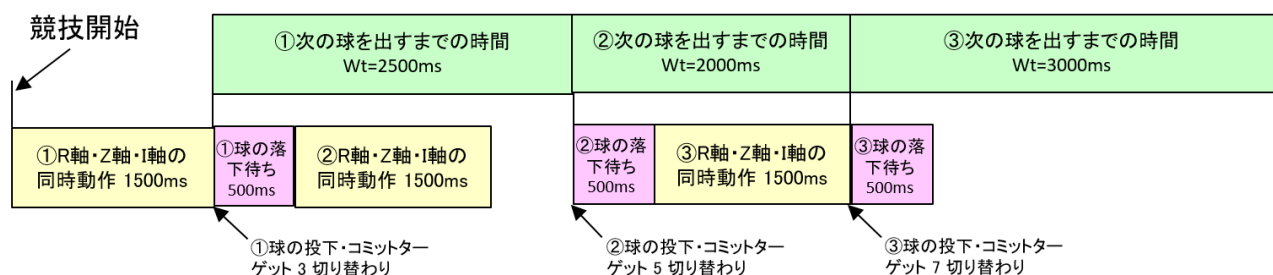 競技開始
①次の球を出すまでの時間
Wt=2500ms
②次の球を出すまでの時間
Wt=2000ms
③次の球を出すまでの時間
Wt=3000ms
①R軸・Z軸・I軸の
同時動作 1500ms
①球の落
下待ち
500ms
②R軸・Z軸・I軸の
同時動作 1500ms
②球の落
下待ち
500ms
③R軸・Z軸・I軸の
同時動作 1500ms
③球の落
下待ち
500ms
①球の投下・コミットター
ゲット 3 切り替わり
②球の投下・コミットター
ゲット 5 切り替わり
③球の投下・コミットター
ゲット 7 切り替わり